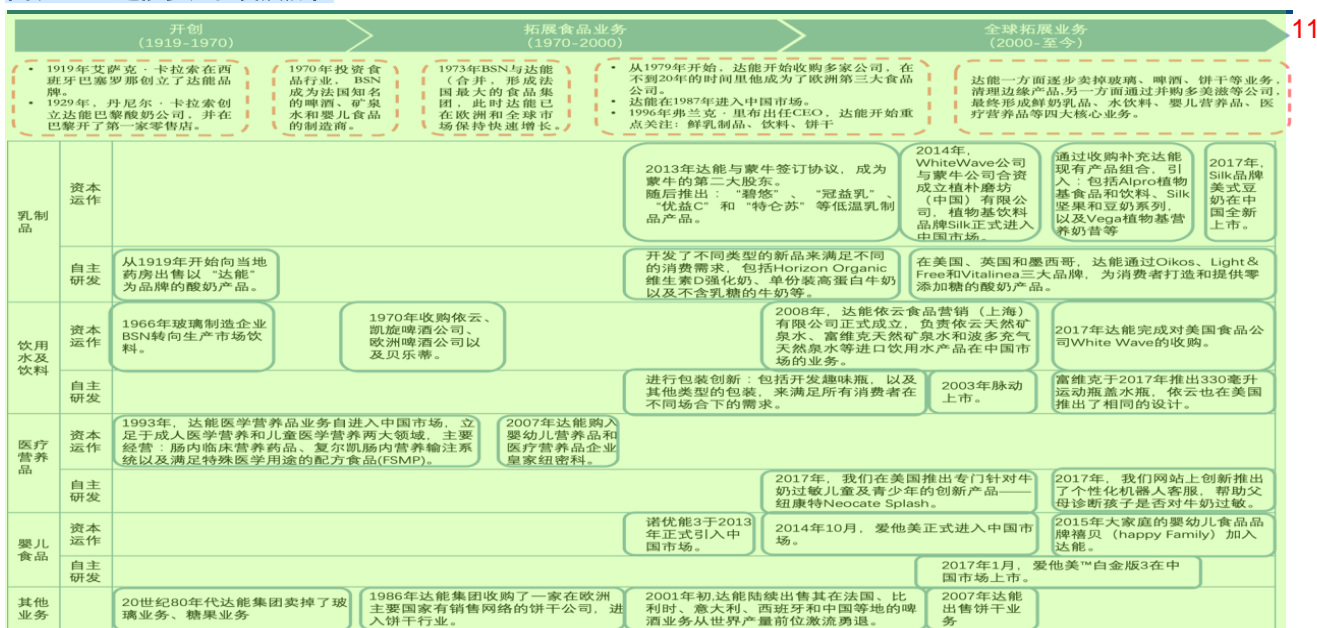 开创
(1919-1970)
拓展食品业务
(1970-2000)
全球拓展业务
(2000-至今)
11
• 1919年艾萨克·卡拉索在西
班牙巴塞罗那创立了达能品
牌。
• 1929年，丹尼尔·卡拉索创
立达能巴黎酸奶公司，并在
巴黎开了第一家零售店。
1970年投资食
品行业，BSN
成为法国知名
的啤酒、矿泉
水和婴儿食品
的制造商。
1973年BSN与达能
（合并，形成法
国最大的食品集
团，此时达能已
在欧洲和全球市
场保持快速增长。
• 从1979年开始，达能开始收购多家公司，在
不到20年的时间里他成为了欧洲第三大食品
公司。
• 达能在1987年进入中国市场。
• 1996年弗兰克·里布出任CEO，达能开始重
点关注：鲜乳制品、饮料、饼干
达能一方面逐步卖掉玻璃、啤酒、饼干等业务，
清理边缘产品,另一方面通过并购多美滋等公司，
最终形成鲜奶乳品、水饮料、婴儿营养品、医
疗营养品等四大核心业务。
乳制
品
资本
运作
2013年达能与蒙牛签订协议，成为
蒙牛的第二大股东。
随后推出：“碧悠”、“冠益乳”、
“优益C”和“特仑苏”等低温乳制
品产品。
2014年，
WhiteWave公司
与蒙牛公司合资
成立植朴磨坊
（中国）有限公
司，植物基饮料
品牌Silk正式进入
中国市场。
通过收购补充达能
现有产品组合，引
入：包括Alpro植物
基食品和饮料、Silk
坚果和豆奶系列，
以及Vega植物基营
养奶昔等
2017年，
Silk品牌
美式豆
奶在中
国全新
上市。
自主
研发
从1919年开始向当地
药房出售以“达能”
为品牌的酸奶产品。
开发了不同类型的新品来满足不同
的消费需求，包括Horizon Organic
维生素D强化奶、单份装高蛋白牛奶
以及不含乳糖的牛奶等。
在美国、英国和墨西哥，达能通过Oikos、Light＆
Free和Vitalinea三大品牌，为消费者打造和提供零
添加糖的酸奶产品。
饮用
水及
饮料
资本
运作
1966年玻璃制造企业
BSN转向生产市场饮
料。
1970年收购依云、
凯旋啤酒公司、
欧洲啤酒公司以
及贝乐蒂。
2008年，达能依云食品营销（上海）
有限公司正式成立，负责依云天然矿
泉水、富维克天然矿泉水和波多充气
天然泉水等进口饮用水产品在中国市
场的业务。
2017年达能完成对美国食品公
司White Wave的收购。
自主
研发
进行包装创新：包括开发趣味瓶，以及
其他类型的包装，来满足所有消费者在
不同场合下的需求。
2003年脉动
上市。
富维克于2017年推出330毫升
运动瓶盖水瓶，依云也在美国
推出了相同的设计。
医疗
营养
品
资本
运作
1993年，达能医学营养品业务自进入中国市场，立
足于成人医学营养和儿童医学营养两大领域，主要
经营：肠内临床营养药品、复尔凯肠内营养输注系
统以及满足特殊医学用途的配方食品(FSMP)。
2007年达能购入
婴幼儿营养品和
医疗营养品企业
皇家纽密科。
自主
研发
2017年，我们在美国推出专门针对牛
奶过敏儿童及青少年的创新产品——
纽康特Neocate Splash。
2017年，我们网站上创新推出
了个性化机器人客服，帮助父
母诊断孩子是否对牛奶过敏。
婴儿
食品
资本
运作
诺优能3于2013
年正式引入中
国市场。
2014年10月，爱他美正式进入中国市
场。
2015年大家庭的婴幼儿食品品
牌禧贝（happy Family）加入
达能。
自主
研发
2017年1月，爱他美™白金版3在中
国市场上市。
其他
业务
20世纪80年代达能集团卖掉了玻
璃业务、糖果业务
1986年达能集团收购了一家在欧洲
主要国家有销售网络的饼干公司，进
入饼干行业。
2001年初,达能陆续出售其在法国、比
利时、意大利、西班牙和中国等地的啤
酒业务从世界产量前位激流勇退。
2007年达能
出售饼干业
务